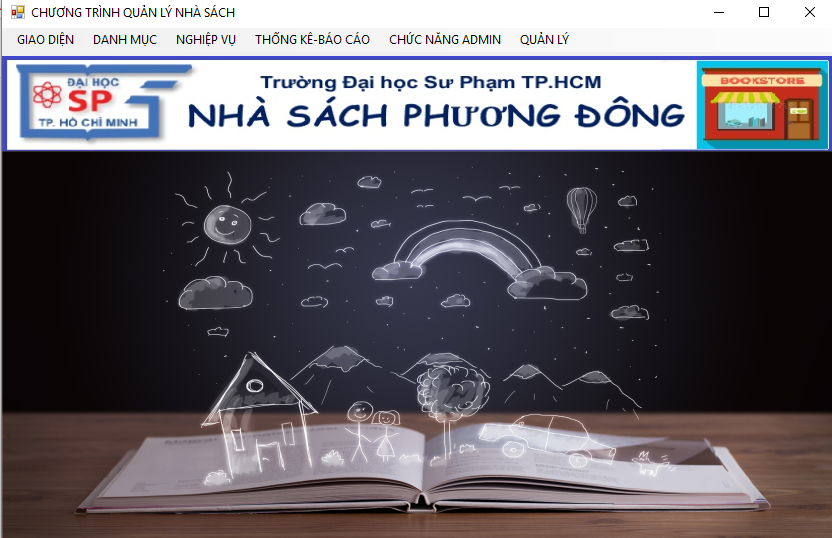 CHƯƠNG TRÌNH QUẢN LÝ NHÀ SÁCH
GIAO DIỆN DANH MỤC NGHIỆP VỤ THỐNG KÊ-BÁO CÁO CHỨC NĂNG ADMIN QUẢN LÝ
ĐẠI HỌC
SP
TP. HỒ CHÍ MINH
Trường Đại học Sư Phạm TP.HCM
NHÀ SÁCH PHƯƠNG ĐÔNG
BOOKSTORE